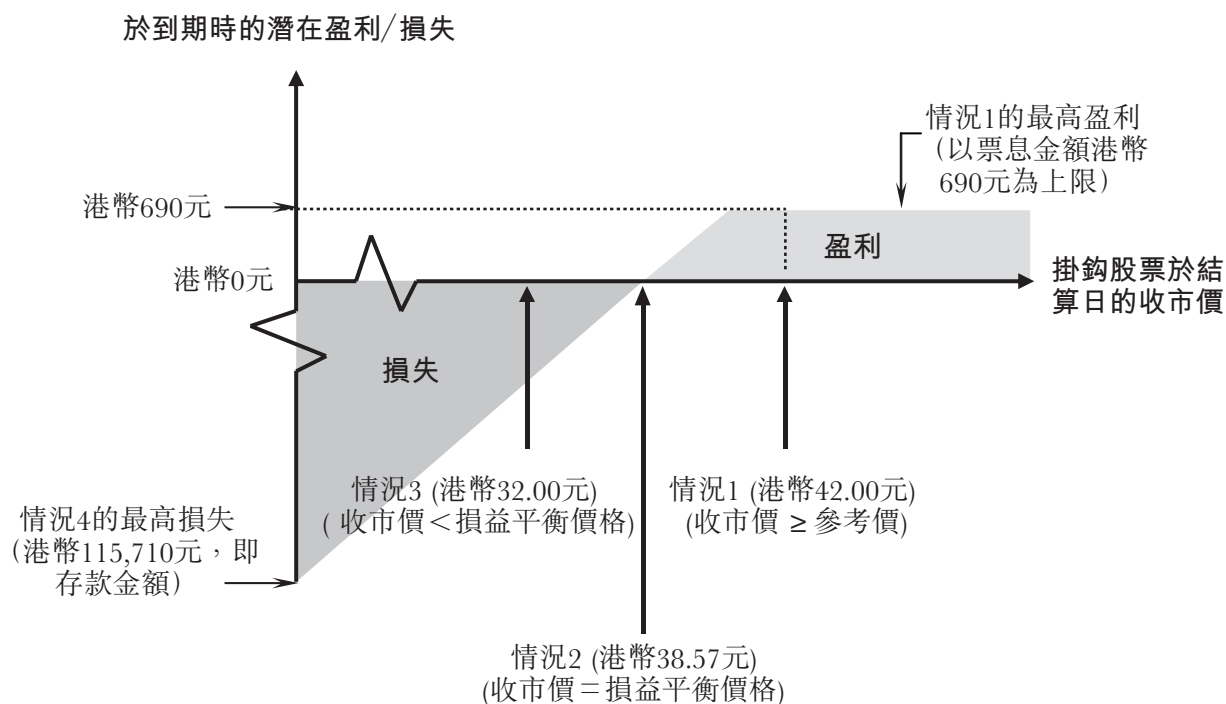 於到期時的潛在盈利/損失
情況1的最高盈利
(以票息金額港幣
690元為上限)
港幣690元
盈利
港幣0元
掛鈎股票於結
算日的收市價
損失
情況3 (港幣32.00元)
( 收市價＜損益平衡價格)
情況1 (港幣42.00元)
(收市價 ≥ 參考價)
情況4的最高損失
(港幣115,710元，即
存款金額)
情況2 (港幣38.57元)
(收市價＝損益平衡價格)